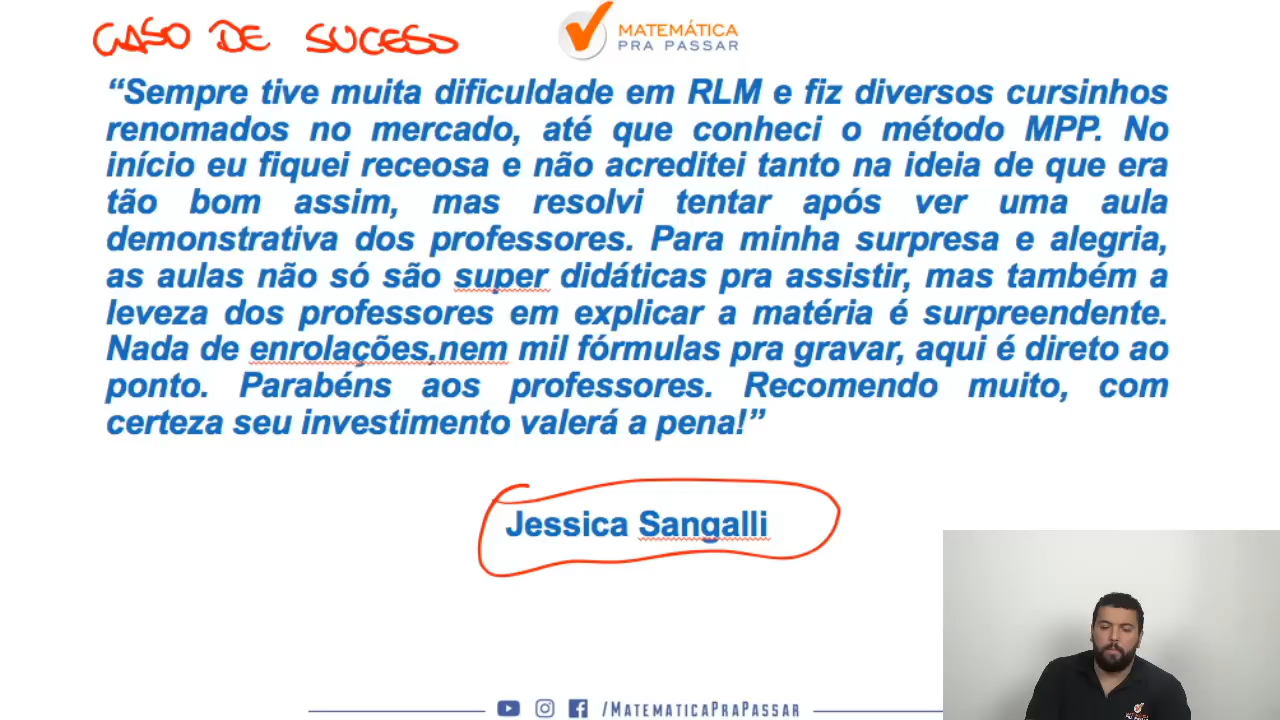 CASO DE SUCESO
MATEMÁTICA
PRA PASSAR
“Sempre tive muita dificuldade em RLM e fiz diversos cursinhos
renomados no mercado, até que conheci o método MPP. No
início eu fiquei receosa e não acreditei tanto na ideia de que era
tão bom assim, mas resolvi tentar após ver uma aula
demonstrativa dos professores. Para minha surpresa e alegria,
as aulas não só são super didáticas pra assistir, mas também a
leveza dos professores em explicar a matéria é surpreendente.
Nada de enrolações,nem mil fórmulas pra gravar, aqui é direto ao
ponto. Parabéns aos professores. Recomendo muito, com
certeza seu investimento valerá a pena!”
Jessica Sangalli
/MATEMATICAPRAPASSAR